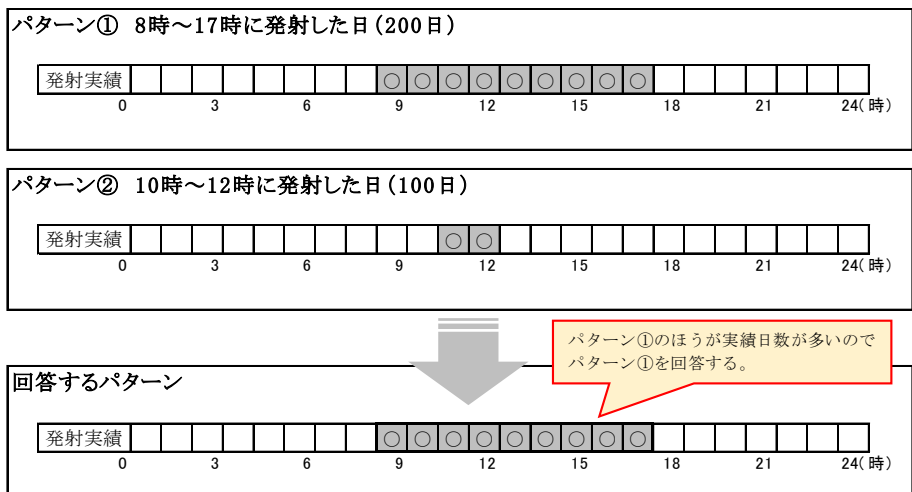 パターン① 8時～17時に発射した日(200日)
発射実績 ○ ○ ○ ○ ○ ○ ○ ○ ○
0 3 6 9 12 15 18 21 24(時)
パターン② 10時～12時に発射した日(100日)
発射実績 ○ ○
0 3 6 9 12 15 18 21 24(時)
パターン①のほうが実績日数が多いので
パターン①を回答する。
回答するパターン
発射実績 ○ ○ ○ ○ ○ ○ ○ ○ ○
0 3 6 9 12 15 18 21 24(時)